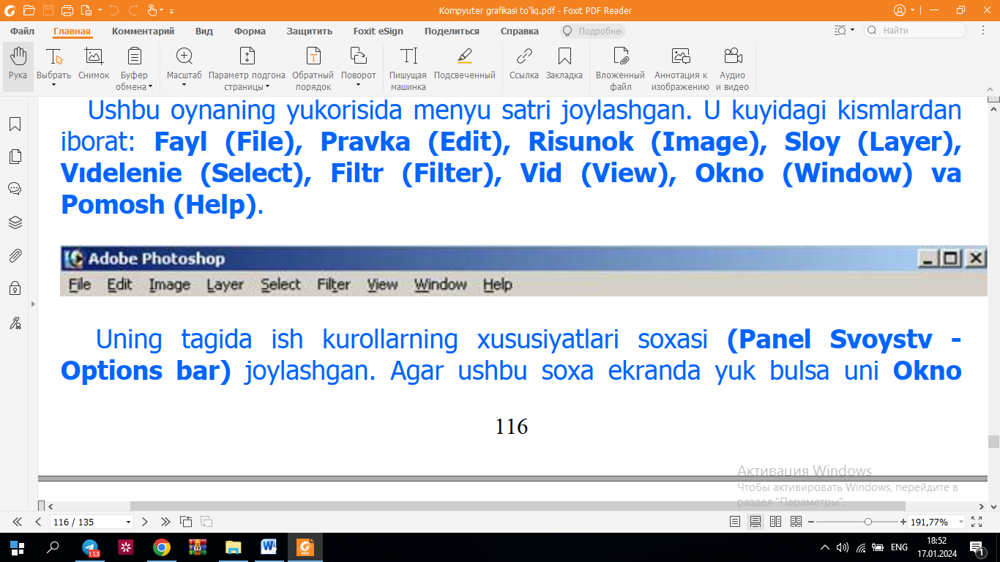 Kompyuter grafikasi to'liq.pdf - Foxit PDF Reader
Файл Главная Комментарий Вид Форма Защитить Foxit eSign Поделиться Справка Подробне Найти
Рука Выбрать Снимок Буфер обмена Масштаб Параметр подгона страницы Обратный порядок Поворот Пишущая машинка Подсвеченный Ссылка Закладка Вложенный файл Аннотация к изображению Аудио и видео
Ushbu oynaning yukorisida menyu satri joylashgan. U kuyidagi kismlardan
iborat: Fayl (File), Pravka (Edit), Risunok (Image), Sloy (Layer),
Vıdelenie (Select), Filtr (Filter), Vid (View), Okno (Window) va
Pomosh (Help).
Adobe Photoshop
File Edit Image Layer Select Filter View Window Help
Uning tagida ish kurollarning xususiyatlari soxasi (Panel Svoystv -
Options bar) joylashgan. Agar ushbu soxa ekranda yuk bulsa uni Okno
116
Активация Windows
Чтобы активировать Windows, перейдите в
раздел "Параметры".
116 / 135 191,77%
153 W PDF ENG 18:52
17.01.2024 1